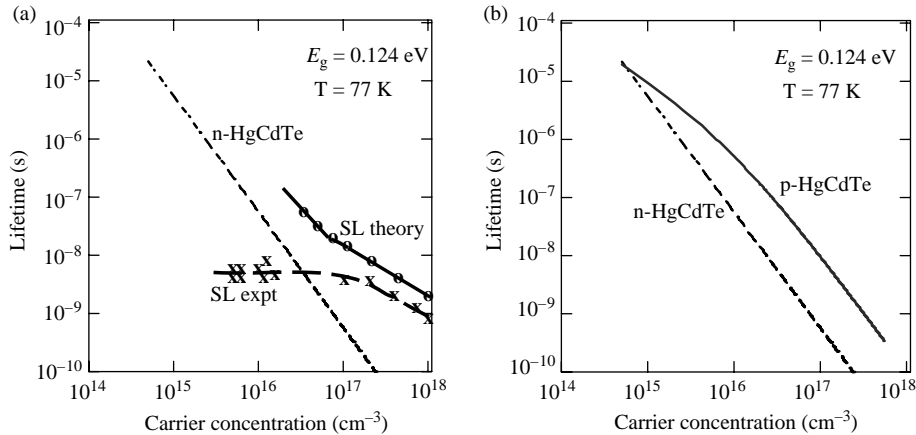 (a)
10⁻⁴
10⁻⁵
10⁻⁶
10⁻⁷
10⁻⁸
10⁻⁹
10⁻¹⁰
Lifetime (s)
E_g = 0.124 eV
T = 77 K
n-HgCdTe
SL theory
SL expt
10¹⁴
10¹⁵
10¹⁶
10¹⁷
10¹⁸
Carrier concentration (cm⁻³)
(b)
10⁻⁴
10⁻⁵
10⁻⁶
10⁻⁷
10⁻⁸
10⁻⁹
10⁻¹⁰
Lifetime (s)
E_g = 0.124 eV
T = 77 K
p-HgCdTe
n-HgCdTe
10¹⁴
10¹⁵
10¹⁶
10¹⁷
10¹⁸
Carrier concentration (cm⁻³)